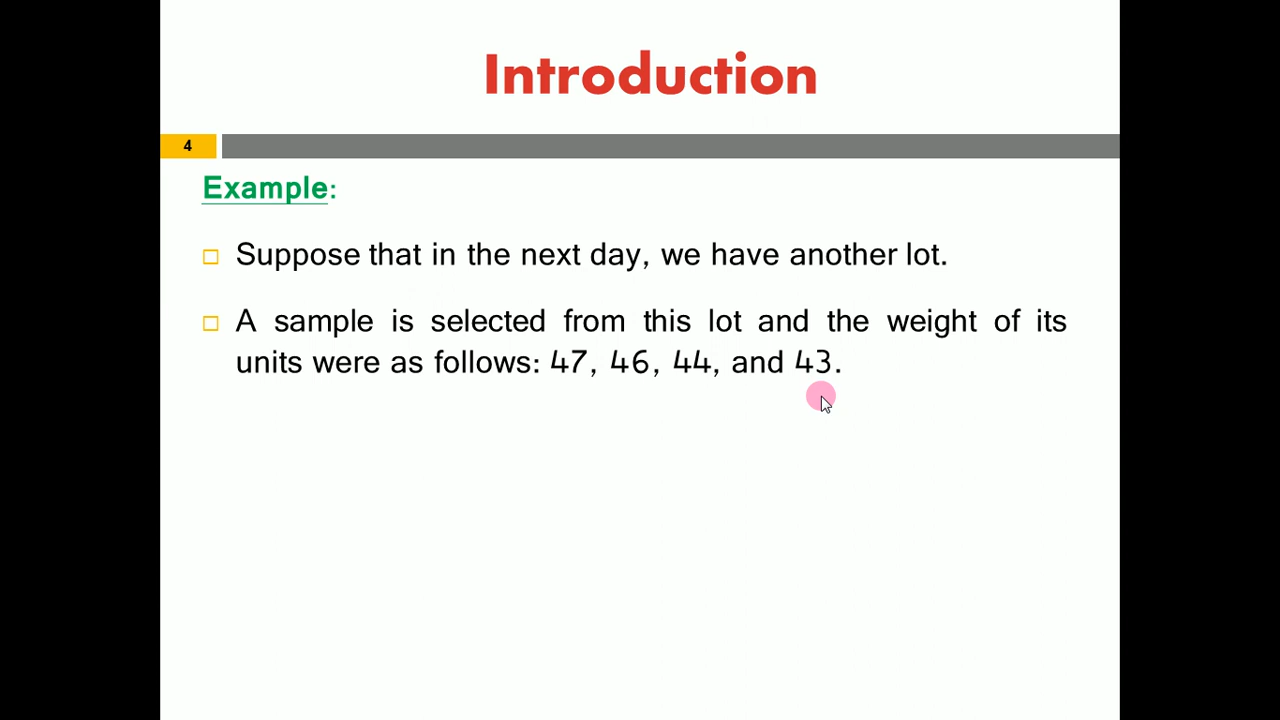 Introduction
4
Example:
Suppose that in the next day, we have another lot.
A sample is selected from this lot and the weight of its
units were as follows: 47, 46, 44, and 43.